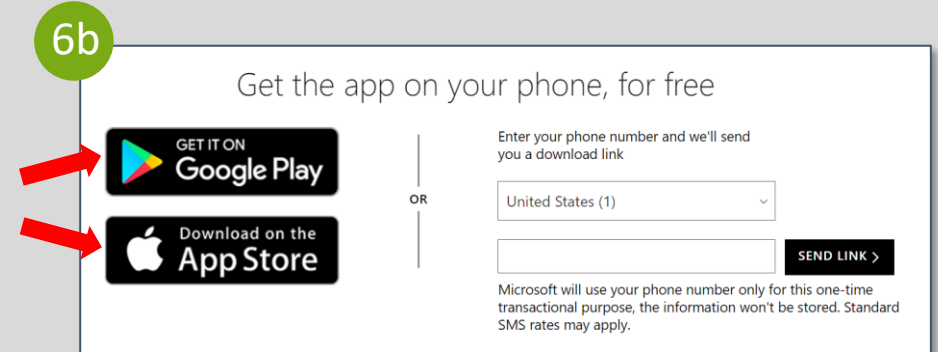 6b
Get the app on your phone, for free
GET IT ON
Google Play
Download on the
App Store
OR
Enter your phone number and we'll send
you a download link
United States (1)
SEND LINK >
Microsoft will use your phone number only for this one-time
transactional purpose, the information won't be stored. Standard
SMS rates may apply.